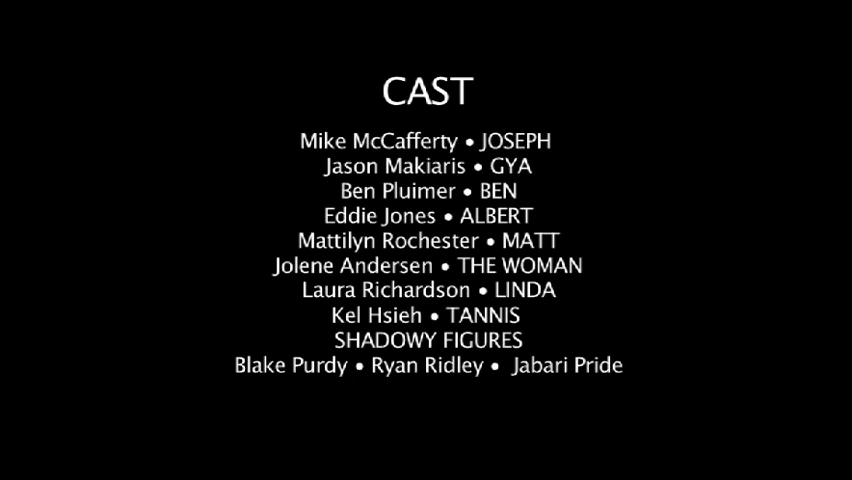 CAST
Mike McCafferty • JOSEPH
Jason Makiaris • GYA
Ben Pluimer • BEN
Eddie Jones • ALBERT
Mattilyn Rochester • MATT
Jolene Andersen • THE WOMAN
Laura Richardson • LINDA
Kel Hsieh • TANNIS
SHADOWY FIGURES
Blake Purdy • Ryan Ridley • Jabari Pride